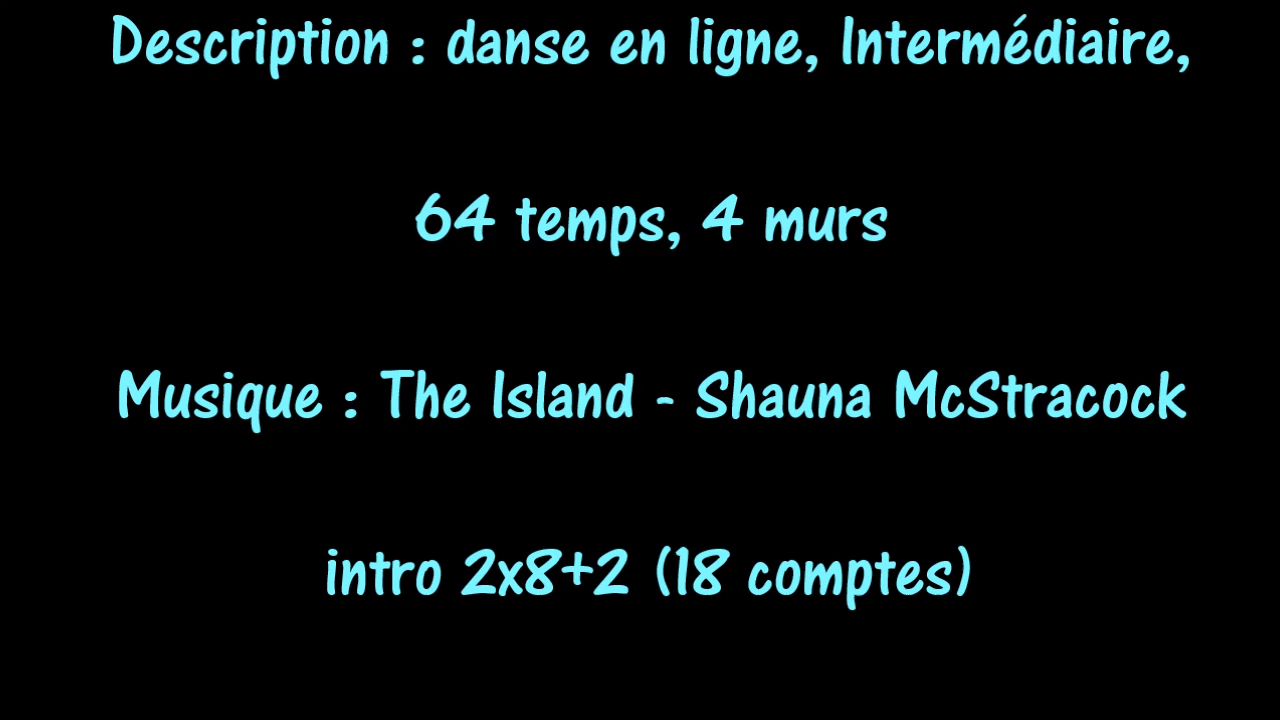 Description : danse en ligne, Intermédiaire,
64 temps, 4 murs
Musique : The Island - Shauna McStracock
intro 2x8+2 (18 comptes)